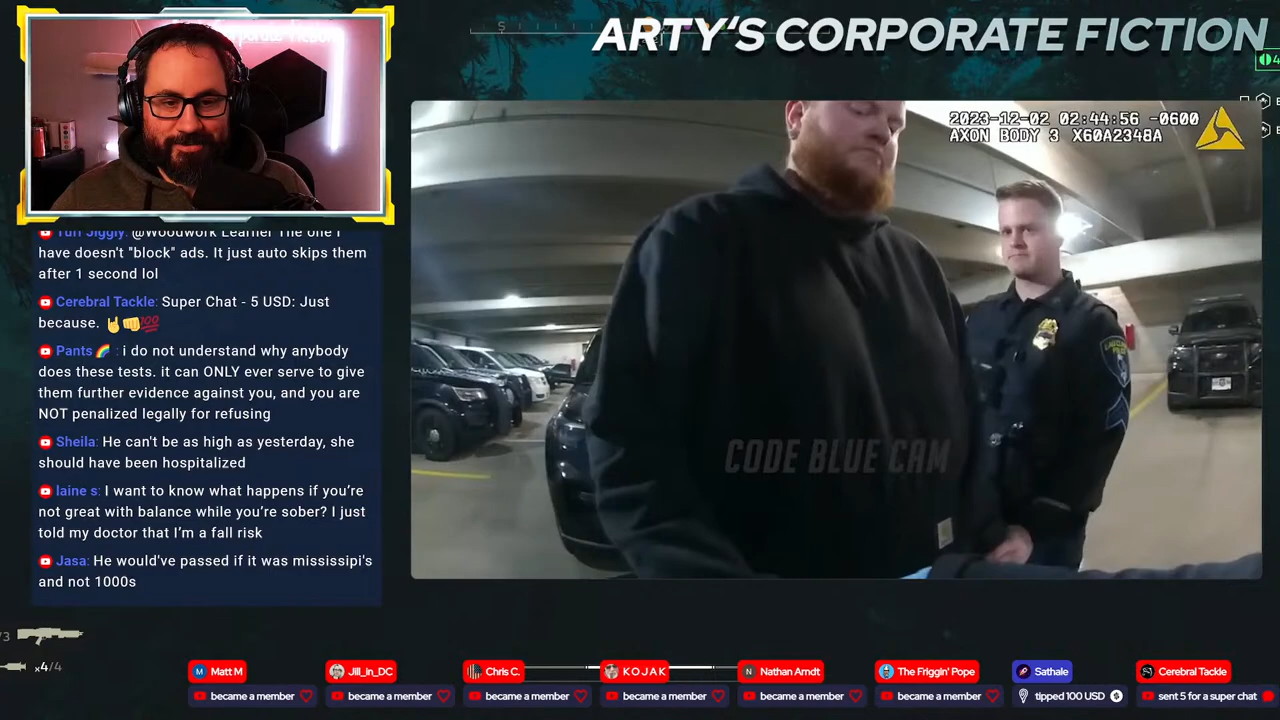 S
ARTY'S CORPORATE FICTION
4
2023-12-02 02:44:56 -0600
AXON BODY 3 X60A2348A
CODE BLUE CAM
@Woodwork Learner The one I
have doesn't "block" ads. It just auto skips them
after 1 second lol
Cerebral Tackle: Super Chat - 5 USD: Just
because. 🤘👊💯
Pants🌈 : i do not understand why anybody
does these tests. it can ONLY ever serve to give
them further evidence against you, and you are
NOT penalized legally for refusing
Sheila: He can't be as high as yesterday, she
should have been hospitalized
laine s: I want to know what happens if you're
not great with balance while you're sober? I just
told my doctor that I'm a fall risk
Jasa: He would've passed if it was missisipi's
and not 1000s
/3
x4/4
M Matt M
became a member
Jill_in_DC
became a member
Chris C.
became a member
K O J A K
became a member
N Nathan Arndt
became a member
The Friggin' Pope
became a member
Sathale
tipped 100 USD
Cerebral Tackle
sent 5 for a super chat